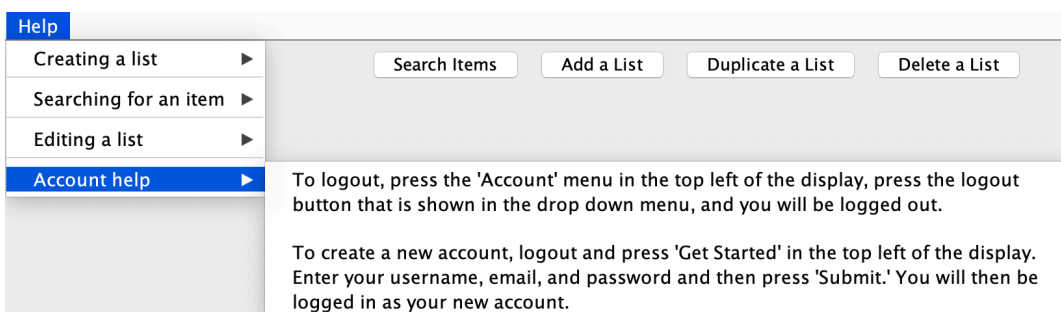 Help
Creating a list
Search Items Add a List Duplicate a List Delete a List
Searching for an item
Editing a list
Account help
To logout, press the 'Account' menu in the top left of the display, press the logout
button that is shown in the drop down menu, and you will be logged out.
To create a new account, logout and press 'Get Started' in the top left of the display.
Enter your username, email, and password and then press 'Submit.' You will then be
logged in as your new account.